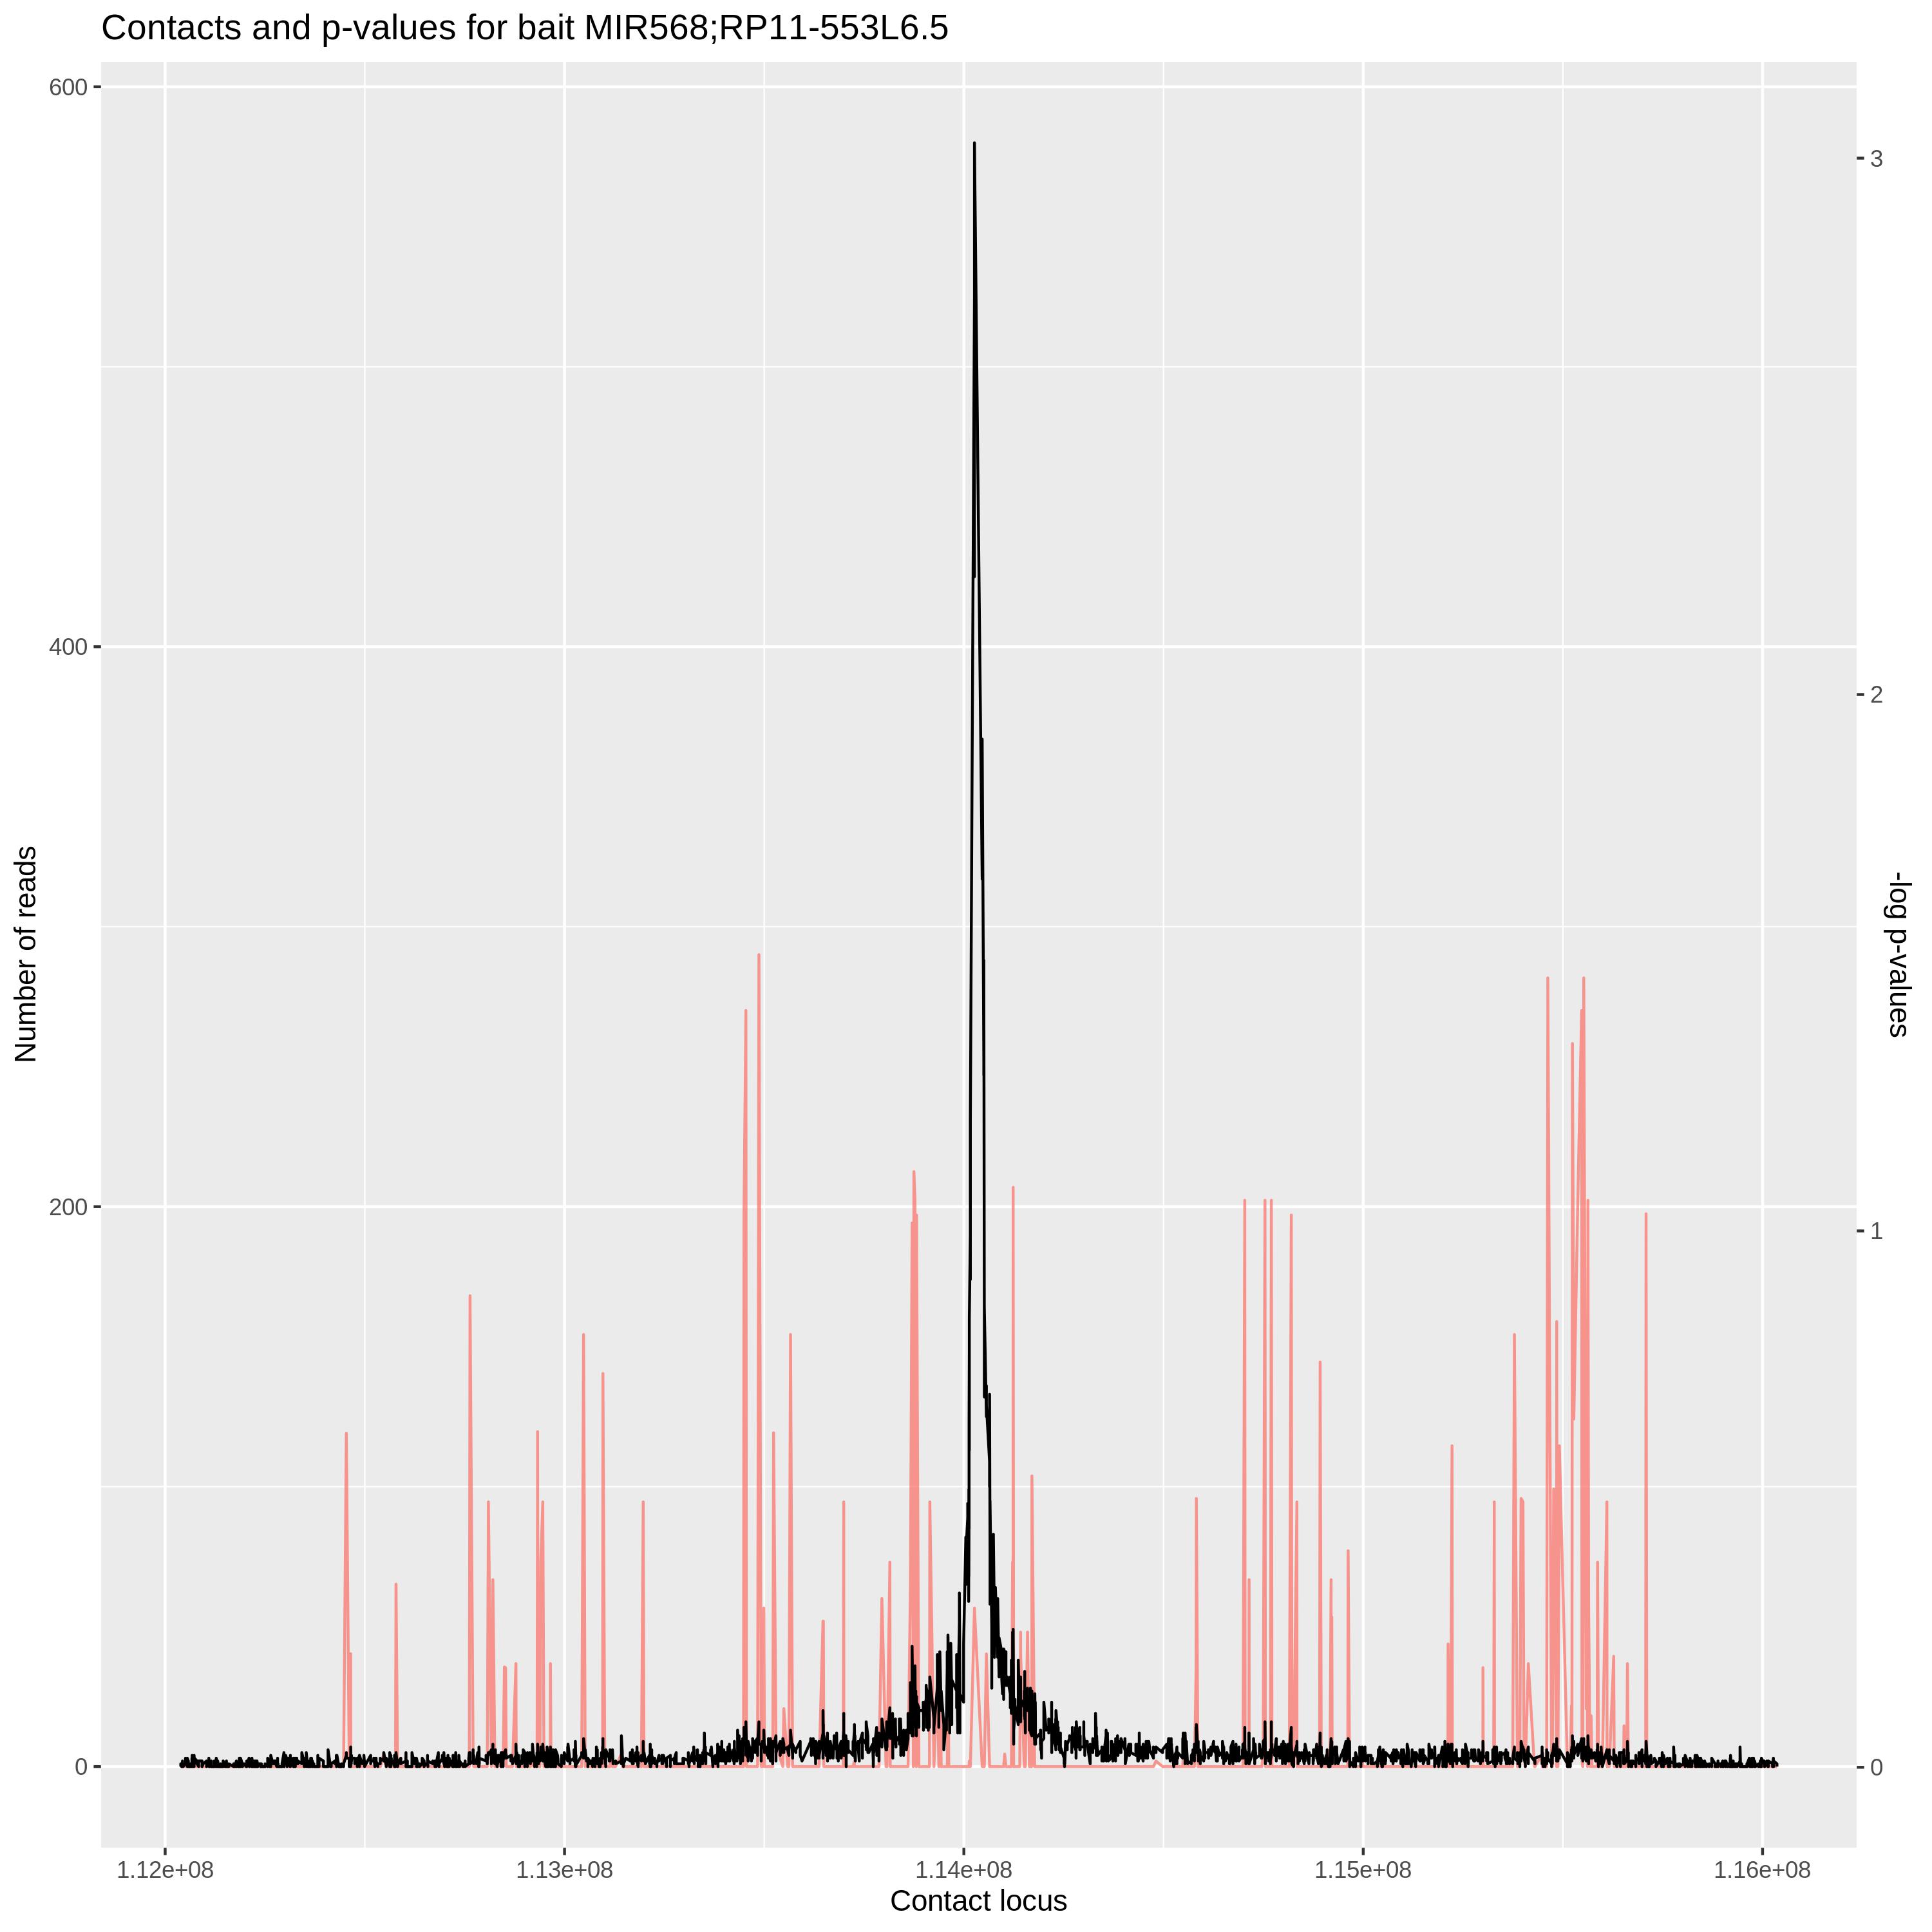 Contacts and p-values for bait MIR568;RP11-553L6.5
600
400
200
0
Number of reads
3
2
1
0
-log p-values
1.12e+08
1.13e+08
1.14e+08
1.15e+08
1.16e+08
Contact locus